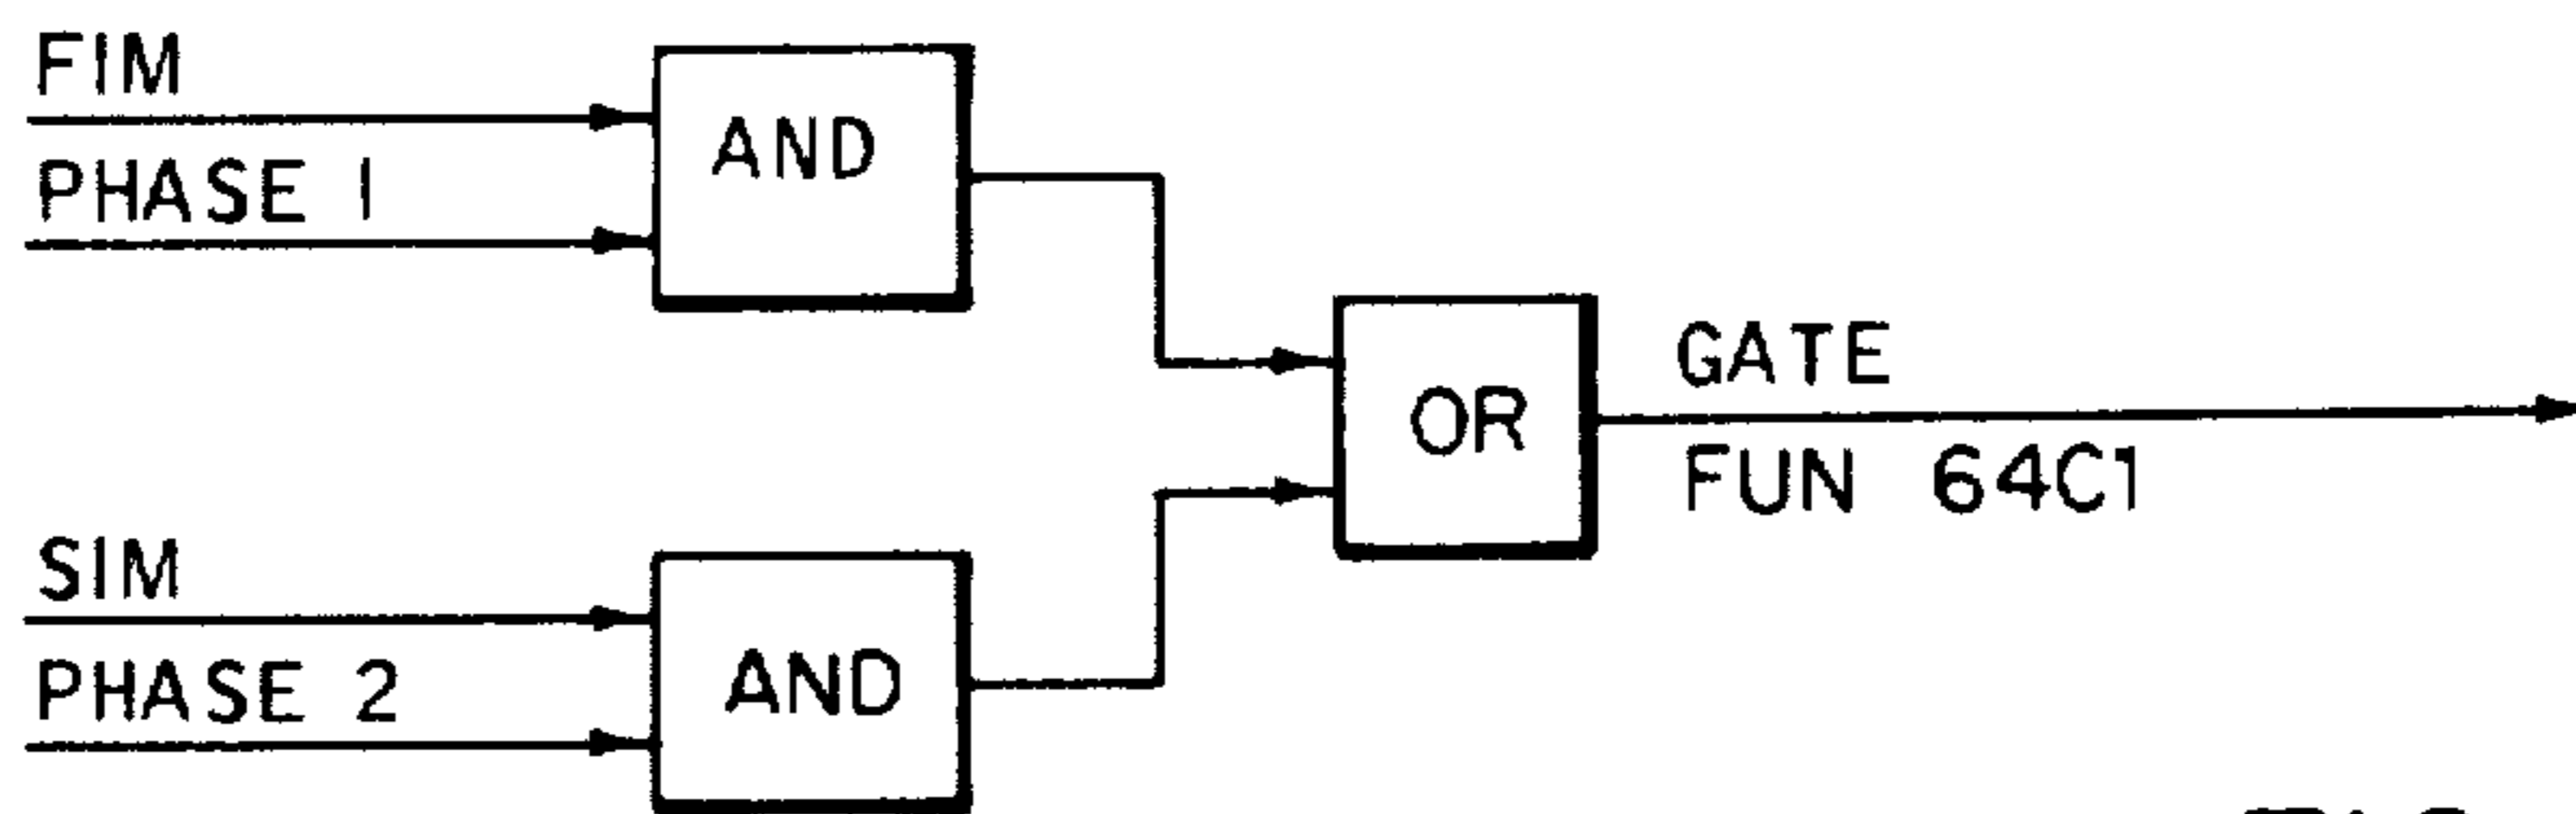 FIM
PHASE 1
AND
GATE
OR
FUN 64C1
SIM
PHASE 2
AND